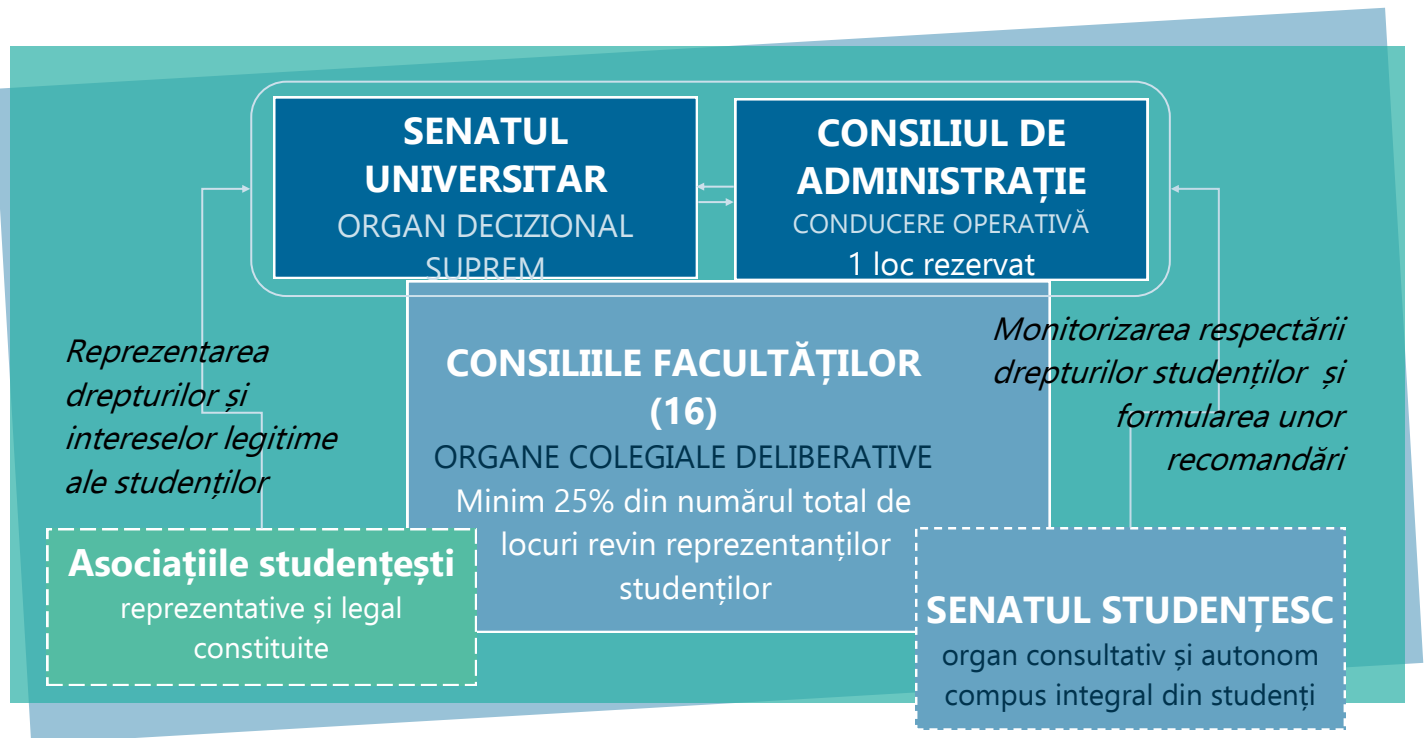 SENATUL
UNIVERSITAR
ORGAN DECIZIONAL
SUPREM
CONSILIUL DE
ADMINISTRAȚIE
CONDUCERE OPERATIVĂ
1 loc rezervat
Reprezentarea
drepturilor și
intereselor legitime
ale studenților
CONSILIILE FACULTĂȚILOR
(16)
ORGANE COLEGIALE DELIBERATIVE
Minim 25% din numărul total de
locuri revin reprezentanților
studenților
Monitorizarea respectării
drepturilor studenților și
formularea unor
recomandări
Asociațiile studențești
reprezentative și legal
constituite
SENATUL STUDENȚESC
organ consultativ și autonom
compus integral din studenți